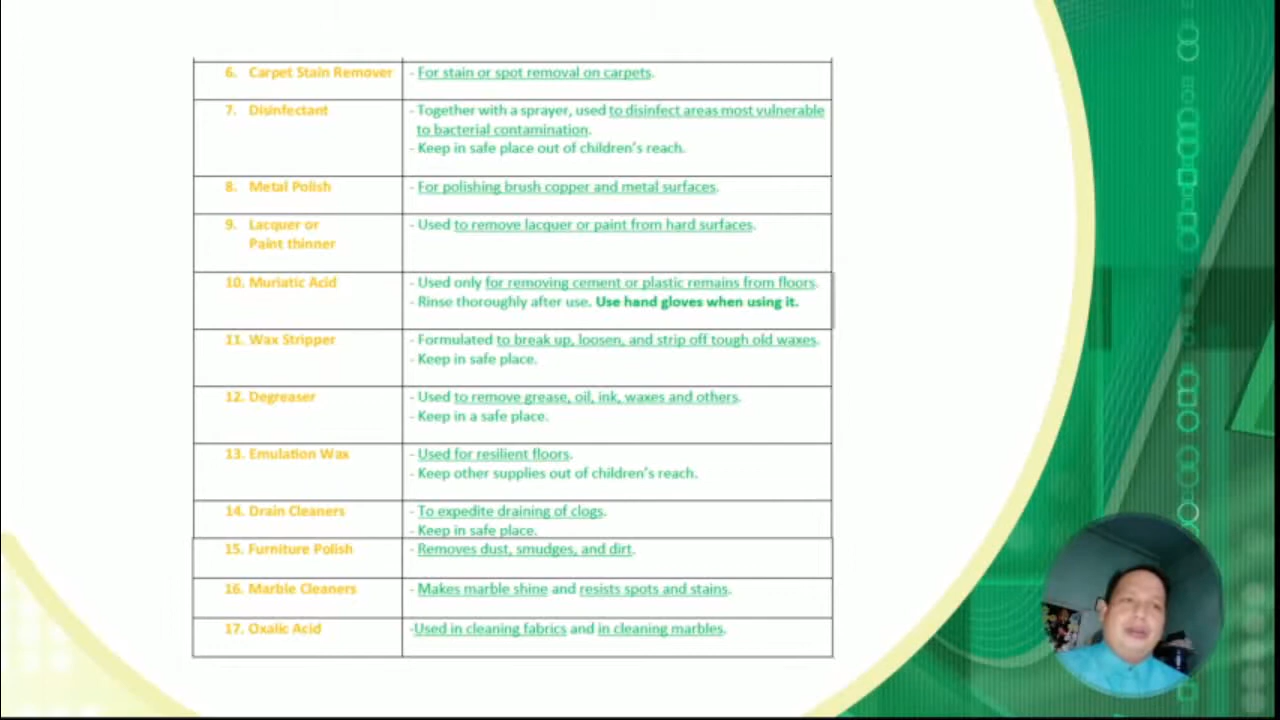 6. Carpet Stain Remover - For stain or spot removal on carpets.
7. Disinfectant - Together with a sprayer, used to disinfect areas most vulnerable
to bacterial contamination.
- Keep in safe place out of children's reach.
8. Metal Polish - For polishing brush copper and metal surfaces.
9. Lacquer or - Used to remove lacquer or paint from hard surfaces.
Paint thinner
10. Muriatic Acid - Used only for removing cement or plastic remains from floors.
- Rinse thoroughly after use. Use hand gloves when using it.
11. Wax Stripper - Formulated to break up, loosen, and strip off tough old waxes.
- Keep in safe place.
12. Degreaser - Used to remove grease, oil, ink, waxes and others.
- Keep in a safe place.
13. Emulation Wax - Used for resilient floors.
- Keep other supplies out of children's reach.
14. Drain Cleaners - To expedite draining of clogs.
- Keep in safe place.
15. Furniture Polish - Removes dust, smudges, and dirt.
16. Marble Cleaners - Makes marble shine and resists spots and stains.
17. Oxalic Acid -Used in cleaning fabrics and in cleaning marbles.